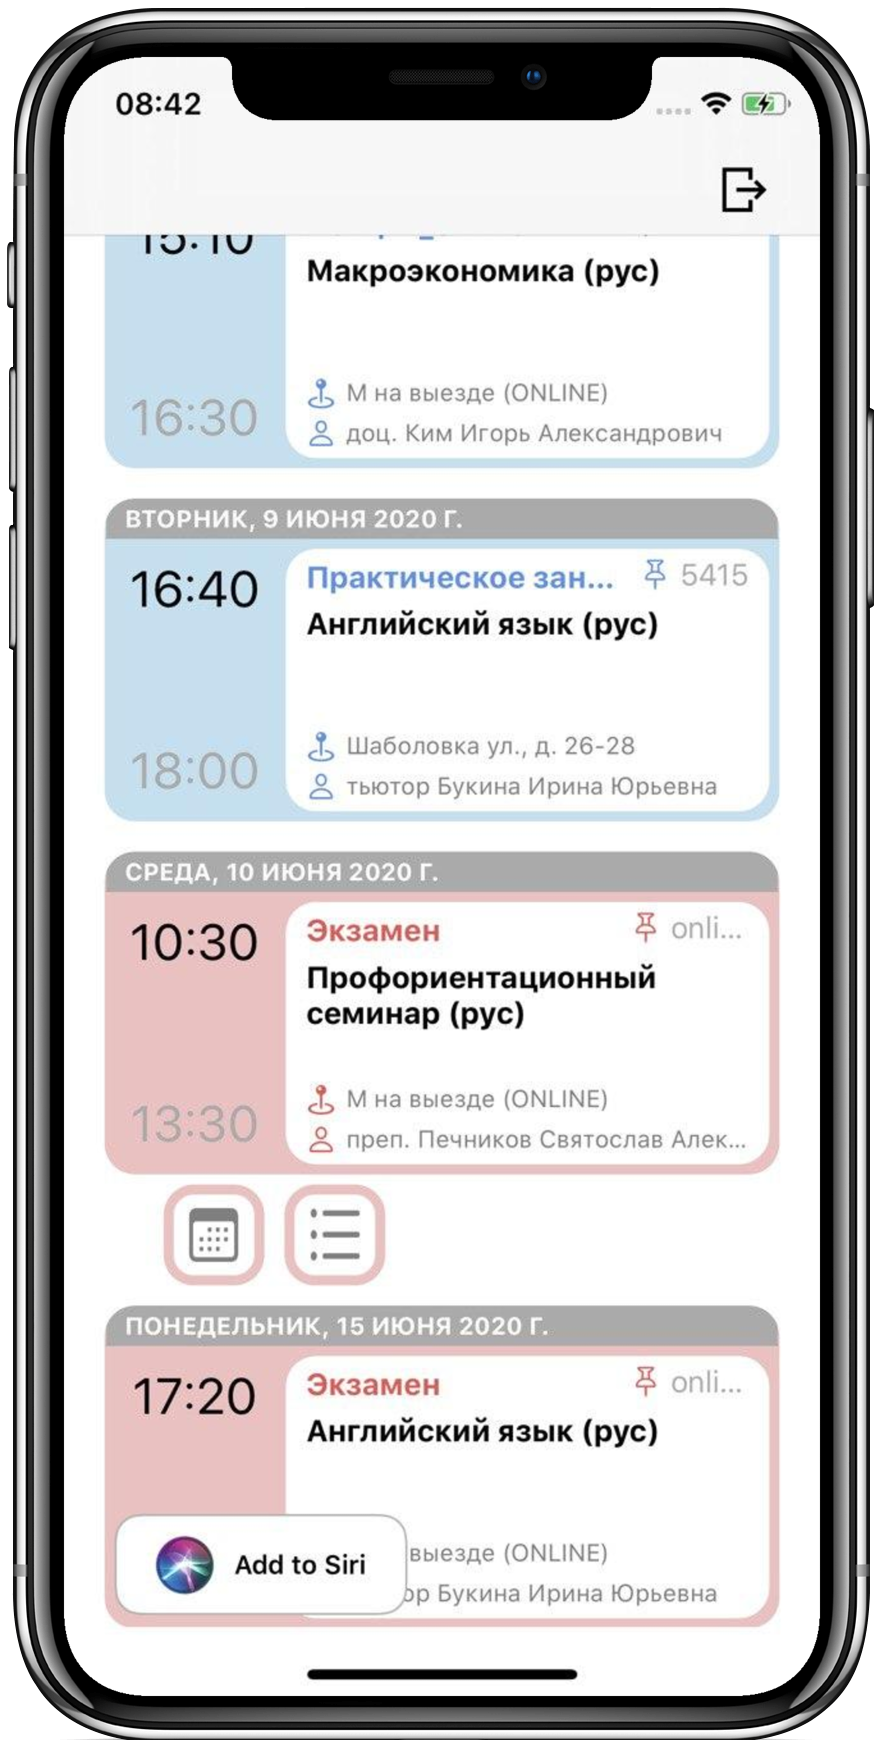 08:42
15:10
Макроэкономика (рус)
М на выезде (ONLINE)
16:30
доц. Ким Игорь Александрович
ВТОРНИК, 9 ИЮНЯ 2020 Г.
16:40
Практическое зан... 5415
Английский язык (рус)
Шаболовка ул., д. 26-28
18:00
тьютор Букина Ирина Юрьевна
СРЕДА, 10 ИЮНЯ 2020 Г.
10:30
Экзамен onli...
Профориентационный
семинар (рус)
М на выезде (ONLINE)
13:30
преп. Печников Святослав Алек...
ПОНЕДЕЛЬНИК, 15 ИЮНЯ 2020 Г.
17:20
Экзамен onli...
Английский язык (рус)
выезде (ONLINE)
Add to Siri
ор Букина Ирина Юрьевна